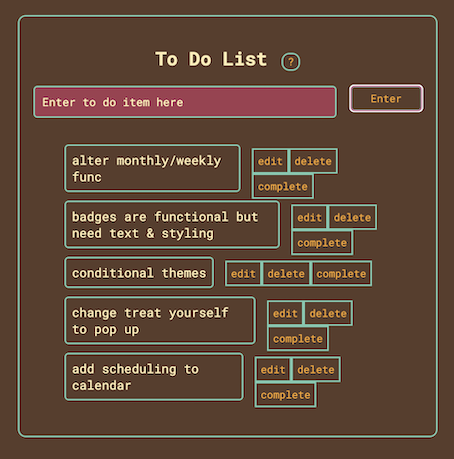 To Do List ?
Enter to do item here
Enter
alter monthly/weekly
func
edit delete
complete
badges are functional but
need text & styling
edit delete
complete
conditional themes
edit delete complete
change treat yourself
to pop up
edit delete
complete
add scheduling to
calendar
edit delete
complete